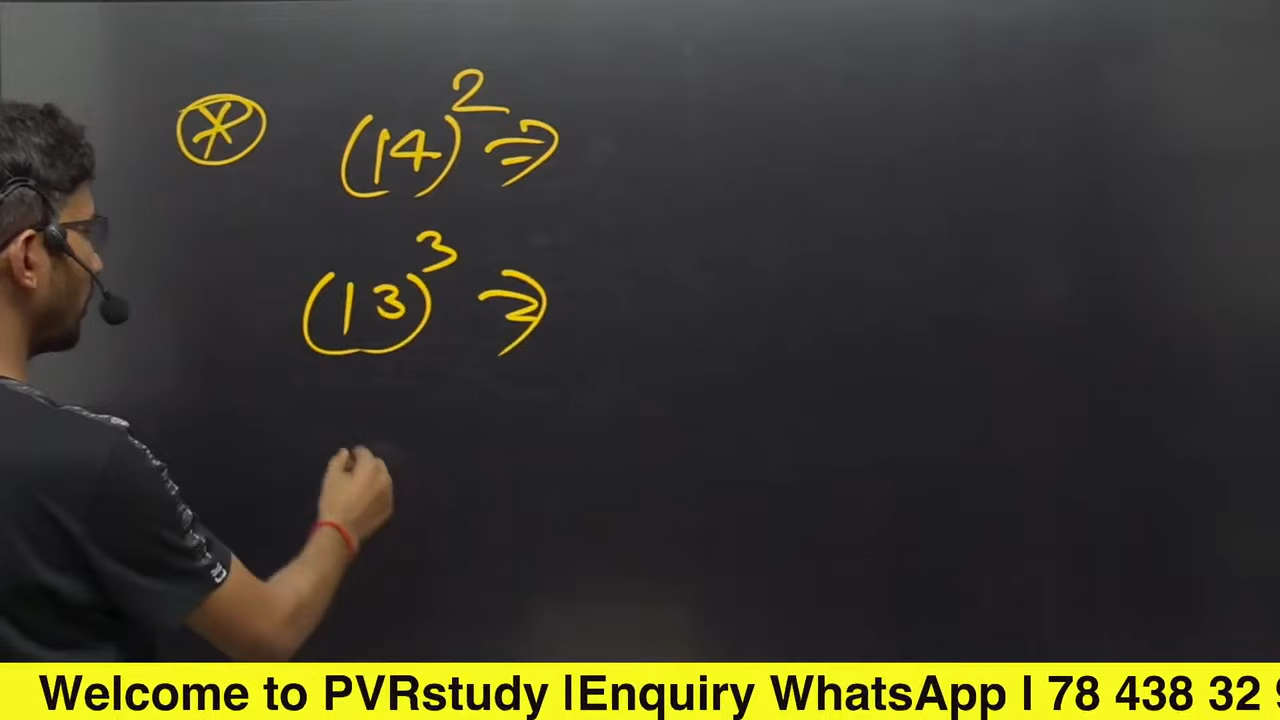 (14)² ⇒
(13)³ ⇒
Welcome to PVRstudy |Enquiry WhatsApp I 78 438 32